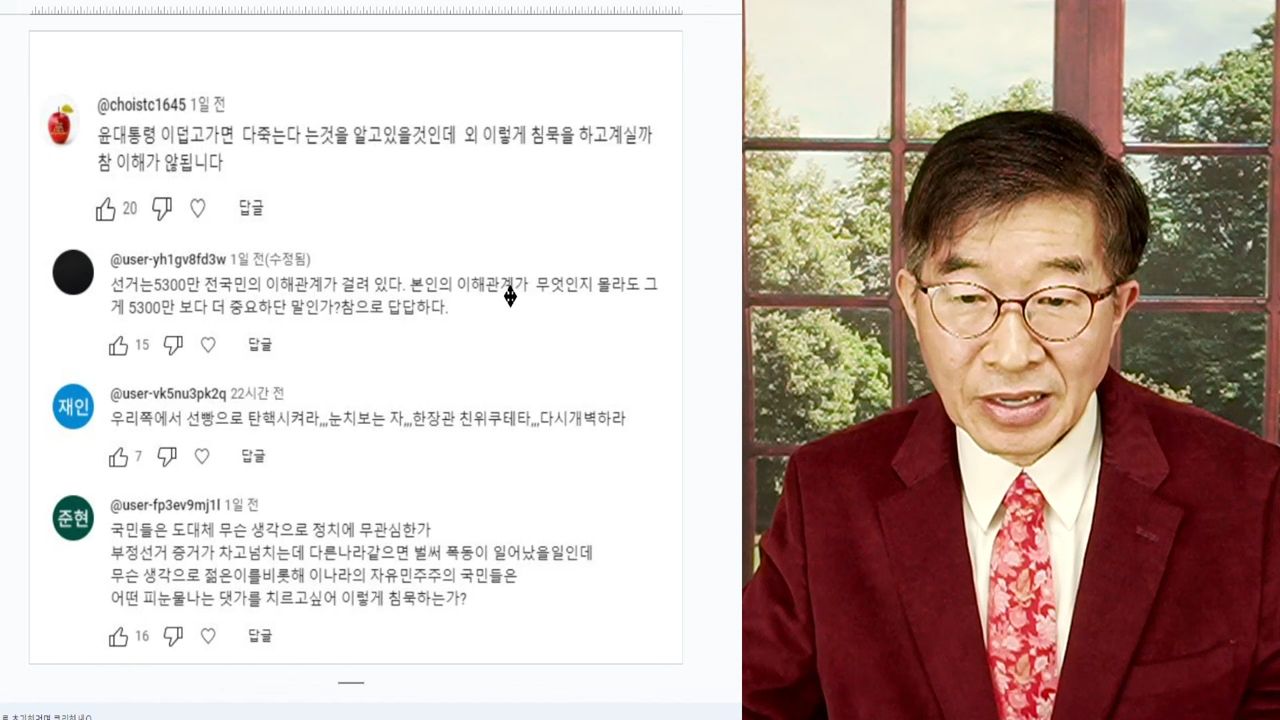 @choistc1645 1일 전
윤대통령 이덥고가면 다죽는다 는것을 알고있을것인데 외 이렇게 침묵을 하고계실까
참 이해가 않됩니다
20 답글
@user-yh1gv8fd3w 1일 전(수정됨)
선거는5300만 전국민의 이해관계가 걸려 있다. 본인의 이해관계가 무엇인지 몰라도 그
게 5300만 보다 더 중요하단 말인가?참으로 답답하다.
15 답글
재인
@user-vk5nu3pk2q 22시간 전
우리쪽에서 선빵으로 탄핵시켜라,,,눈치보는 자,,,한장관 친위쿠테타,,,다시개벽하라
7 답글
준현
@user-fp3ev9mj1l 1일 전
국민들은 도대체 무슨 생각으로 정치에 무관심한가
부정선거 증거가 차고넘치는데 다른나라같으면 벌써 폭동이 일어났을일인데
무슨 생각으로 젊은이를비롯해 이나라의 자유민주주의 국민들은
어떤 피눈물나는 댓가를 치르고싶어 이렇게 침묵하는가?
16 답글